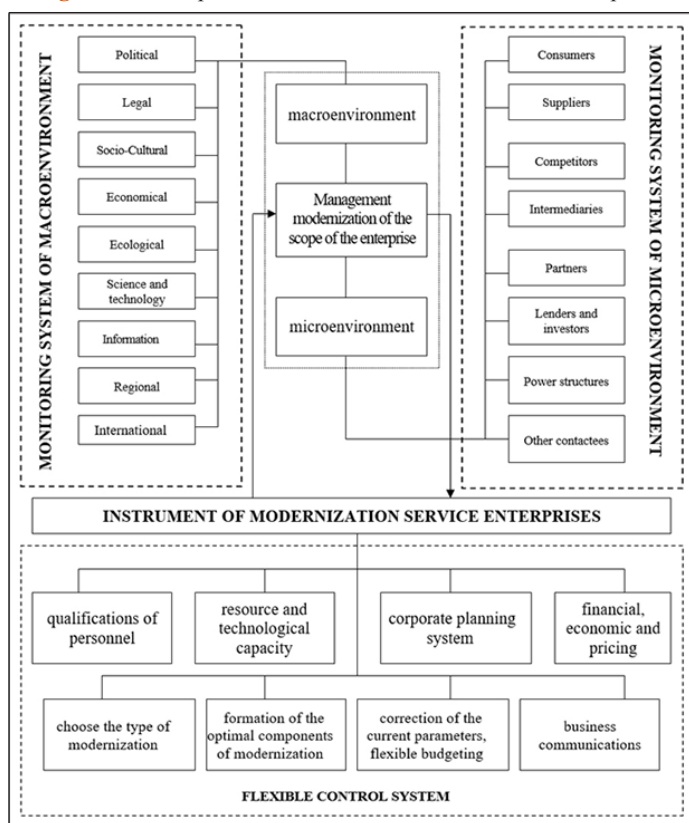 MONITORING SYSTEM OF MACROENVIRONMENT
Political
Legal
Socio-Cultural
Economical
Ecological
Science and
technology
Information
Regional
International
macroenvironment
Management
modernization of the
scope of the enterprise
microenvironment
Consumers
Suppliers
Competitors
Intermediaries
Partners
Lenders and
investors
Power structures
Other contactees
MONITORING SYSTEM OF MICROENVIRONMENT
INSTRUMENT OF MODERNIZATION SERVICE ENTERPRISES
qualifications of
personnel
resource and
technological
capacity
corporate planning
system
financial,
economic and
pricing
choose the type of
modernization
formation of the
optimal components
of modernization
correction of the
current parameters,
flexible budgeting
business
communications
FLEXIBLE CONTROL SYSTEM